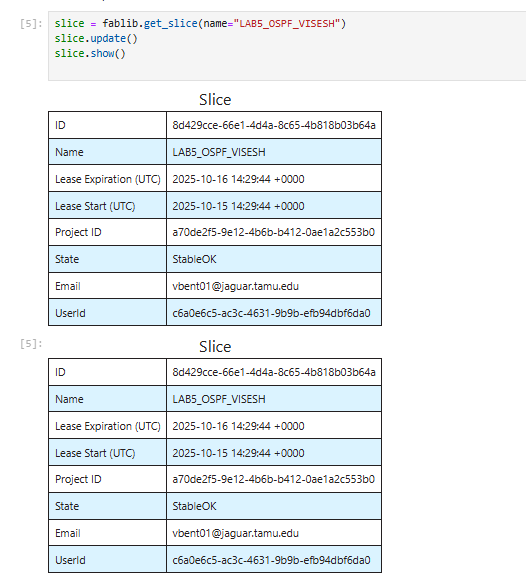 [5]: slice = fablib.get_slice(name="LAB5_OSPF_VISESH")
slice.update()
slice.show()
Slice
ID 8d429cce-66e1-4d4a-8c65-4b818b03b64a
Name LAB5_OSPF_VISESH
Lease Expiration (UTC) 2025-10-16 14:29:44 +0000
Lease Start (UTC) 2025-10-15 14:29:44 +0000
Project ID a70de2f5-9e12-4b6b-b412-0ae1a2c553b0
State StableOK
Email vbent01@jaguar.tamu.edu
UserId c6a0e6c5-ac3c-4631-9b9b-efb94dbf6da0
[5]: Slice
ID 8d429cce-66e1-4d4a-8c65-4b818b03b64a
Name LAB5_OSPF_VISESH
Lease Expiration (UTC) 2025-10-16 14:29:44 +0000
Lease Start (UTC) 2025-10-15 14:29:44 +0000
Project ID a70de2f5-9e12-4b6b-b412-0ae1a2c553b0
State StableOK
Email vbent01@jaguar.tamu.edu
UserId c6a0e6c5-ac3c-4631-9b9b-efb94dbf6da0